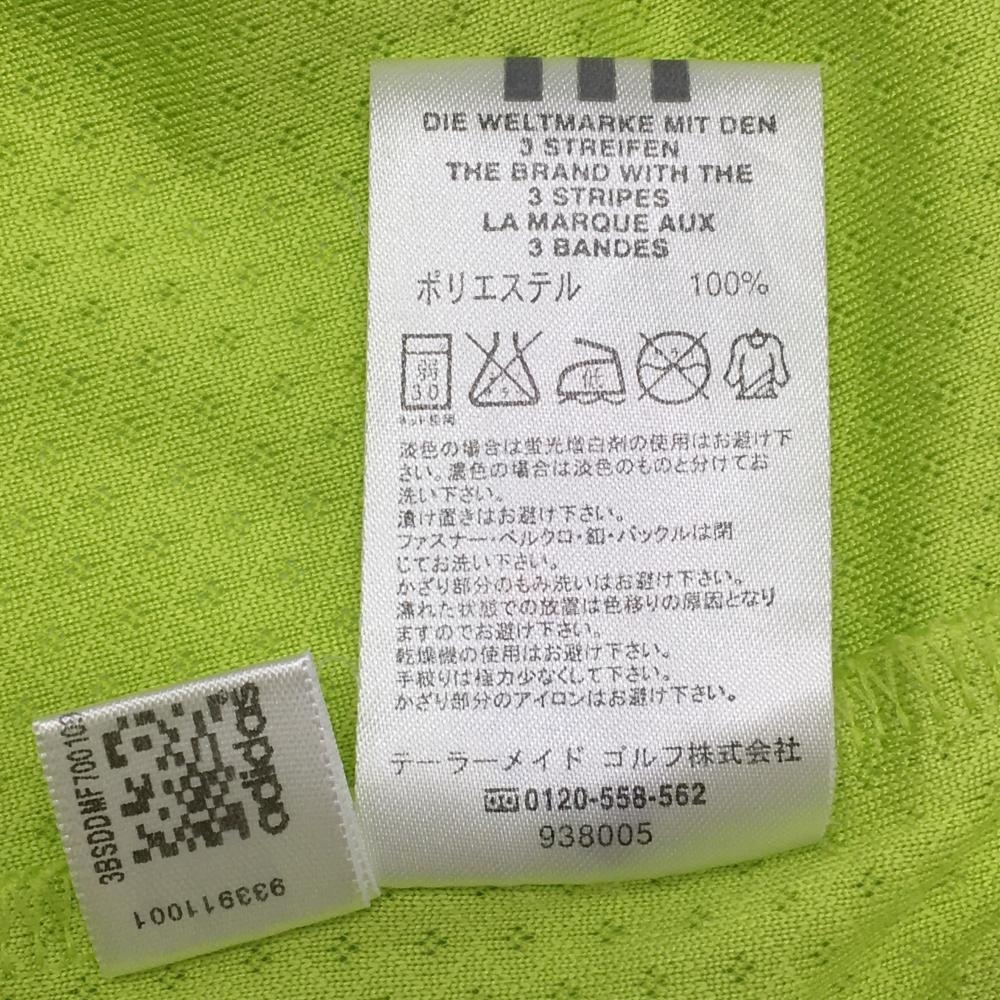 DIE WELTMARKE MIT DEN
3 STREIFEN
THE BRAND WITH THE
3 STRIPES
LA MARQUE AUX
3 BANDES
ポリエステル 100%
弱
30
低
ネット使用
淡色の場合は蛍光増白剤の使用はお避け下
さい。濃色の場合は淡色のものと分けてお
洗い下さい。
漬け置きはお避け下さい。
ファスナー・ベルクロ・釦・バックルは閉
じてお洗い下さい。
かざり部分のもみ洗いはお避け下さい。
濡れた状態での放置は色移りの原因となり
ますのでお避け下さい。
乾燥機の使用はお避け下さい。
手絞りは極力少なくして下さい。
かざり部分のアイロンはお避け下さい。
テーラーメイド ゴルフ株式会社
0120-558-562
938005
adidas
933911001